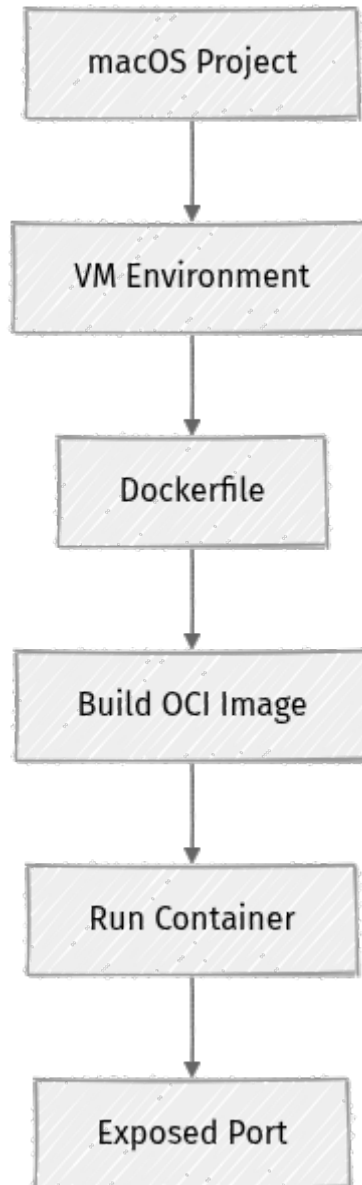 macOS Project
VM Environment
Dockerfile
Build OCI Image
Run Container
Exposed Port